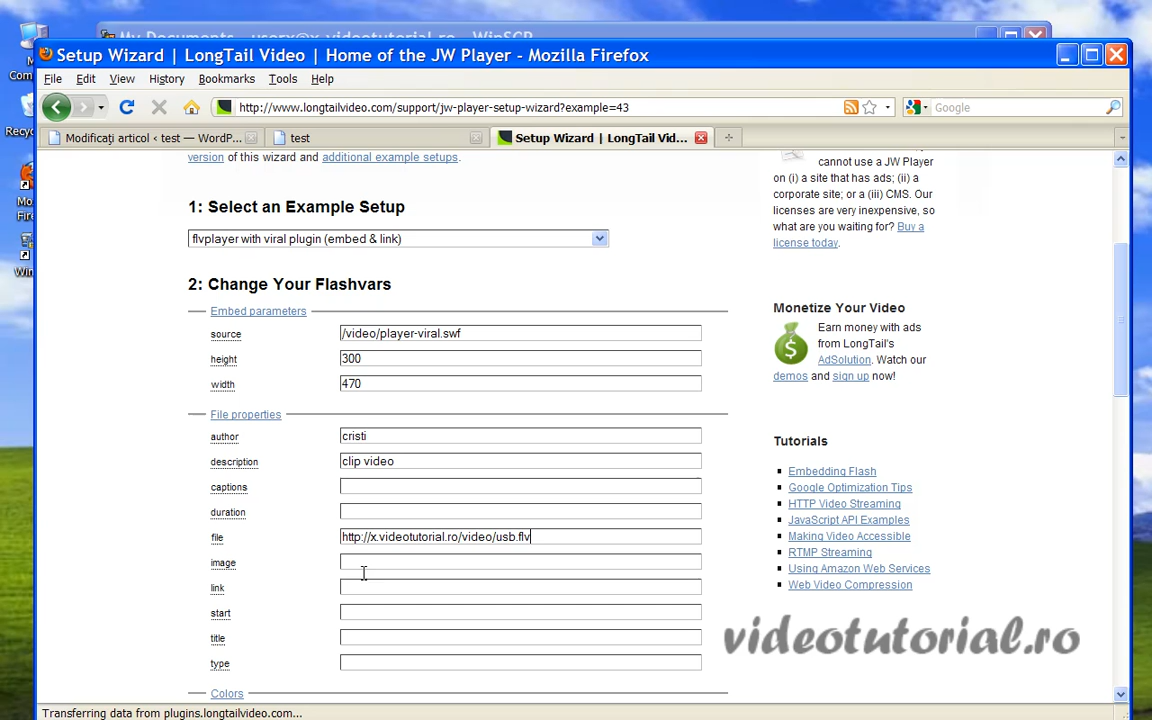 My Documents - userx@x.videotutorial.ro - WinSCP
Setup Wizard | LongTail Video | Home of the JW Player - Mozilla Firefox
File Edit View History Bookmarks Tools Help
http://www.longtailvideo.com/support/jw-player-setup-wizard?example=43
Google
Modificaţi articol ‹ test — WordP...
test
Setup Wizard | LongTail Vid...
version of this wizard and additional example setups.
1: Select an Example Setup
flvplayer with viral plugin (embed & link)
2: Change Your Flashvars
Embed parameters
source /video/player-viral.swf
height 300
width 470
File properties
author cristi
description clip video
captions
duration
file http://x.videotutorial.ro/video/usb.flv
image
link
start
title
type
Colors
cannot use a JW Player
on (i) a site that has ads; (ii) a
corporate site; or a (iii) CMS. Our
licenses are very inexpensive, so
what are you waiting for? Buy a
license today.
Monetize Your Video
Earn money with ads
from LongTail's
AdSolution. Watch our
demos and sign up now!
Tutorials
Embedding Flash
Google Optimization Tips
HTTP Video Streaming
JavaScript API Examples
Making Video Accessible
RTMP Streaming
Using Amazon Web Services
Web Video Compression
videotutorial.ro
Transferring data from plugins.longtailvideo.com...